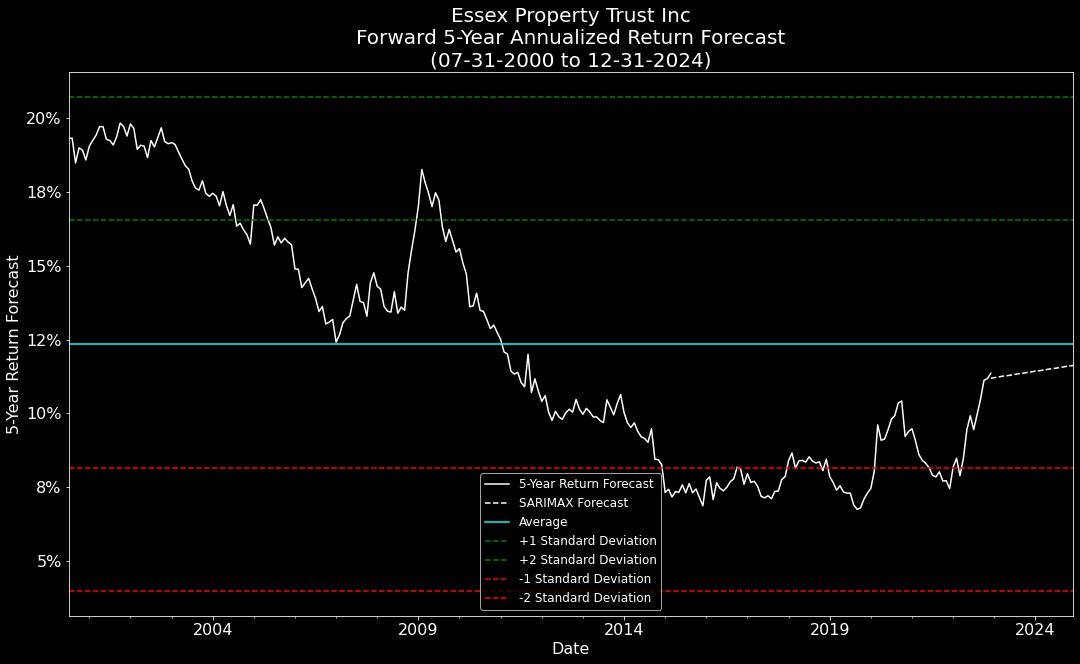 Essex Property Trust Inc
Forward 5-Year Annualized Return Forecast
(07-31-2000 to 12-31-2024)
5-Year Return Forecast
20%
18%
15%
12%
10%
8%
5%
5-Year Return Forecast
SARIMAX Forecast
Average
+1 Standard Deviation
+2 Standard Deviation
-1 Standard Deviation
-2 Standard Deviation
2004
2009
2014
2019
2024
Date